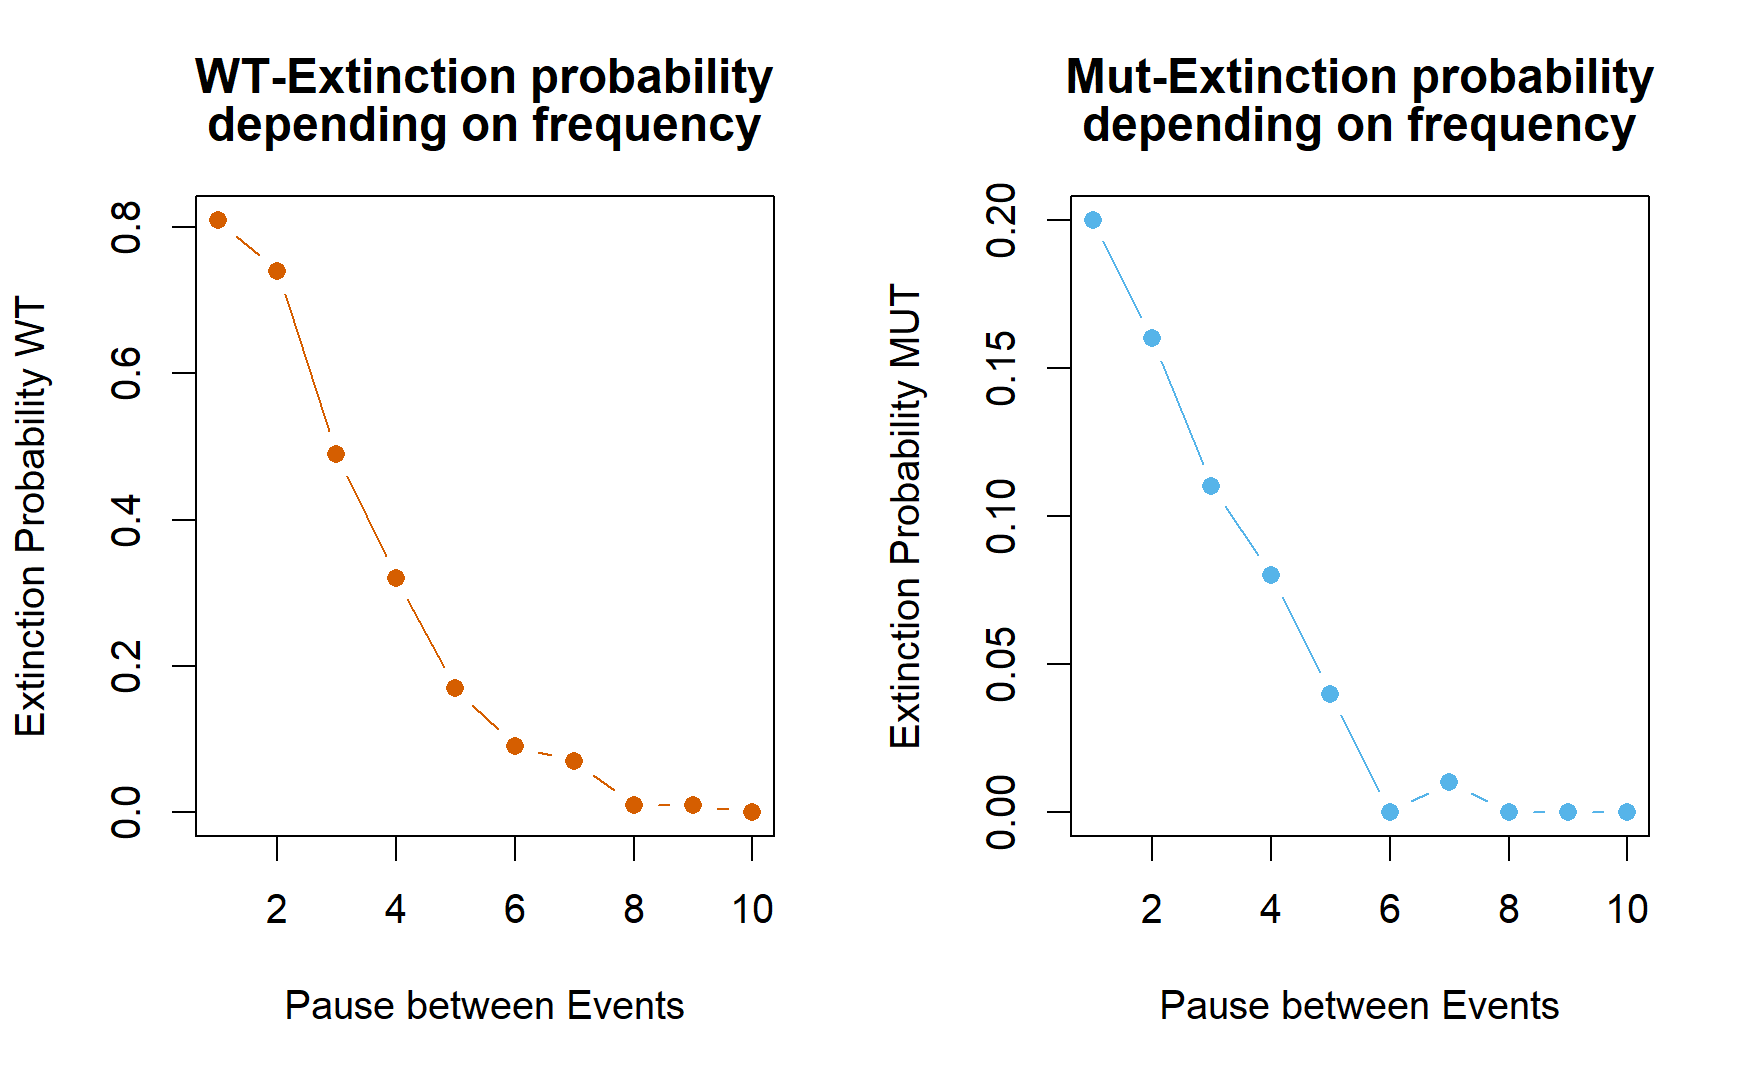 WT-Extinction probability
depending on frequency
Extinction Probability WT
0.8
0.6
0.4
0.2
0.0
2 4 6 8 10
Pause between Events
Mut-Extinction probability
depending on frequency
Extinction Probability MUT
0.20
0.15
0.10
0.05
0.00
2 4 6 8 10
Pause between Events